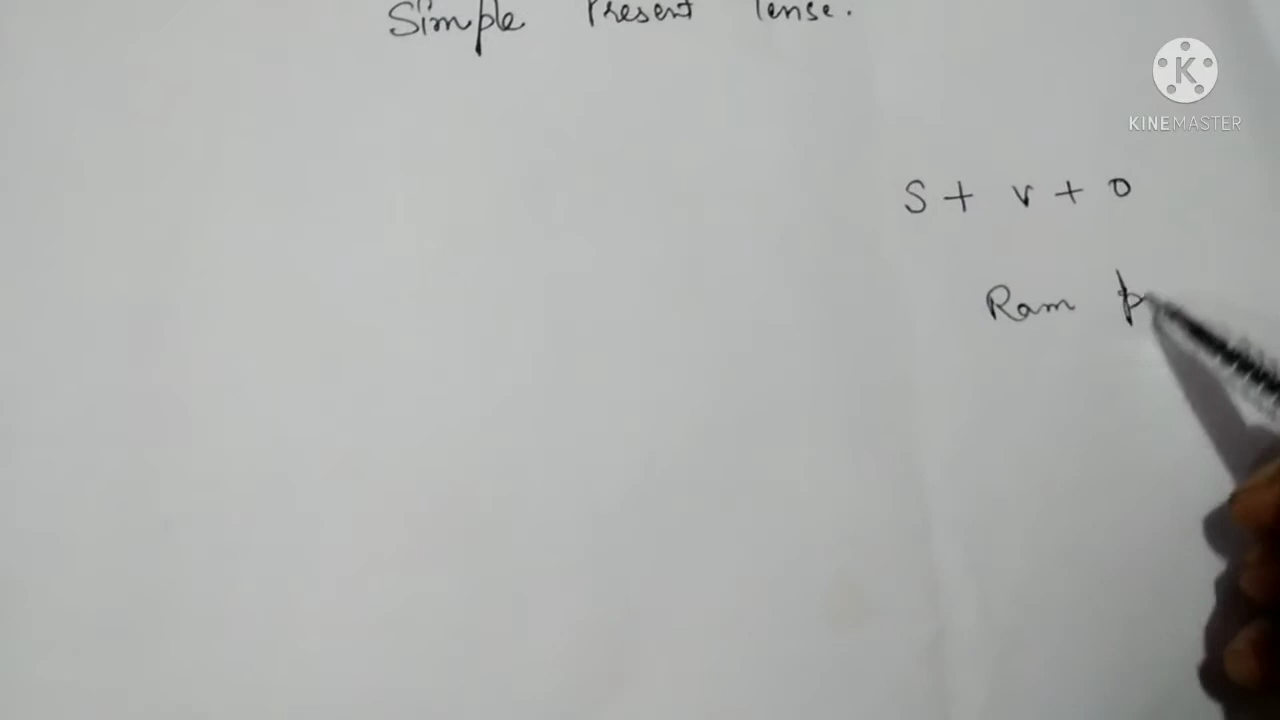 Simple Present Tense.
K
KINEMASTER
S + V + O
Ram p